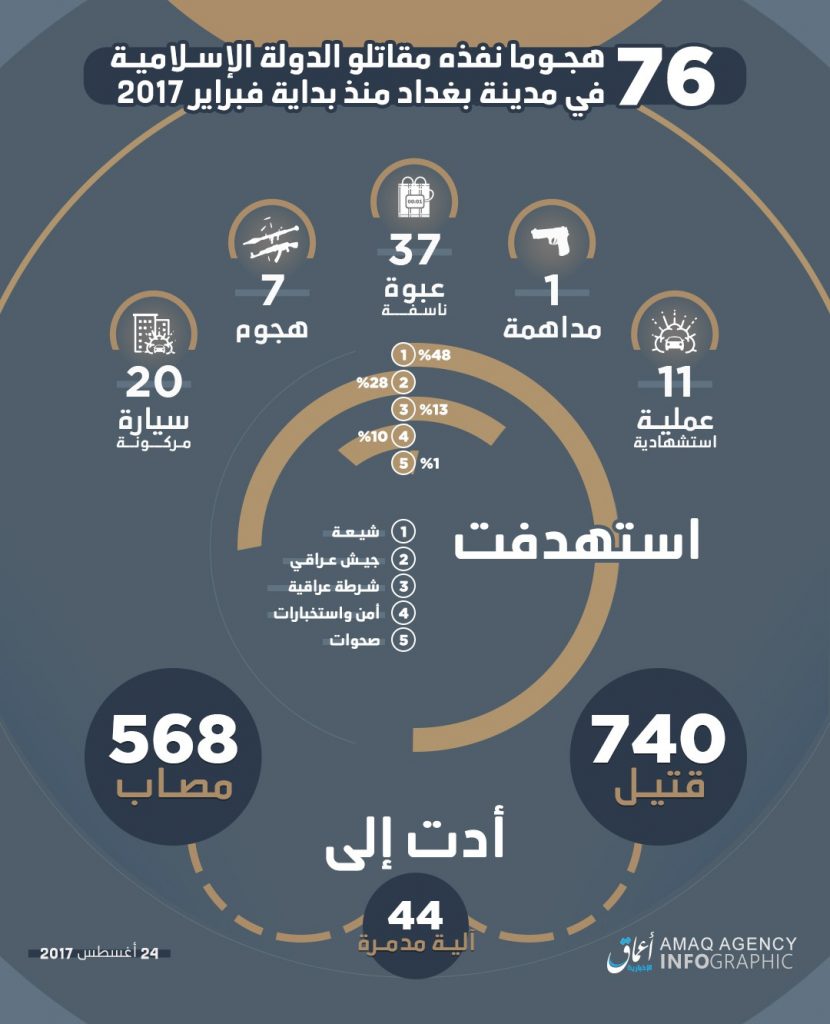 76 هجوما نفذه مقاتلو الدولة الإسلامية
في مدينة بغداد منذ بداية فبراير 2017
00:01
37
عبوة
ناسفة
1
مداهمة
7
هجوم
11
عملية
استشهادية
20
سيارة
مركونة
1 %48
%28 2
3 %13
%10 4
5 %1
استهدفت
1 شيعة
2 جيش عراقي
3 شرطة عراقية
4 أمن واستخبارات
5 صحوات
740
قتيل
568
مصاب
أدت إلى
44
آلية مدمرة
24 أغسطس 2017
أعماق
الإخبارية
AMAQ AGENCY
INFOGRAPHIC